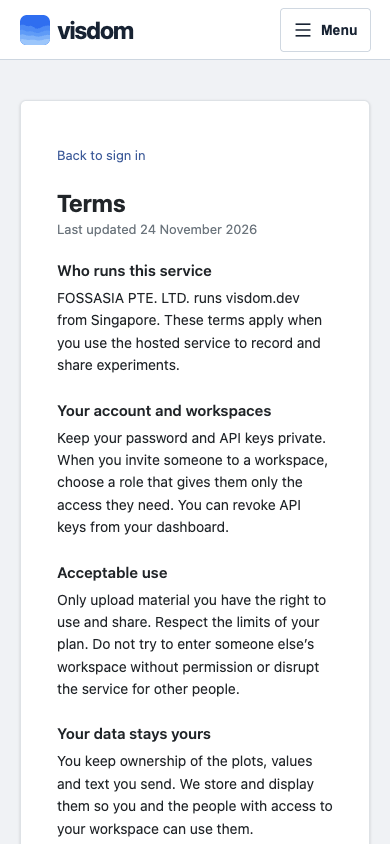 visdom
Menu
Back to sign in
Terms
Last updated 24 November 2026
Who runs this service
FOSSASIA PTE. LTD. runs visdom.dev
from Singapore. These terms apply when
you use the hosted service to record and
share experiments.
Your account and workspaces
Keep your password and API keys private.
When you invite someone to a workspace,
choose a role that gives them only the
access they need. You can revoke API
keys from your dashboard.
Acceptable use
Only upload material you have the right to
use and share. Respect the limits of your
plan. Do not try to enter someone else’s
workspace without permission or disrupt
the service for other people.
Your data stays yours
You keep ownership of the plots, values
and text you send. We store and display
them so you and the people with access to
your workspace can use them.